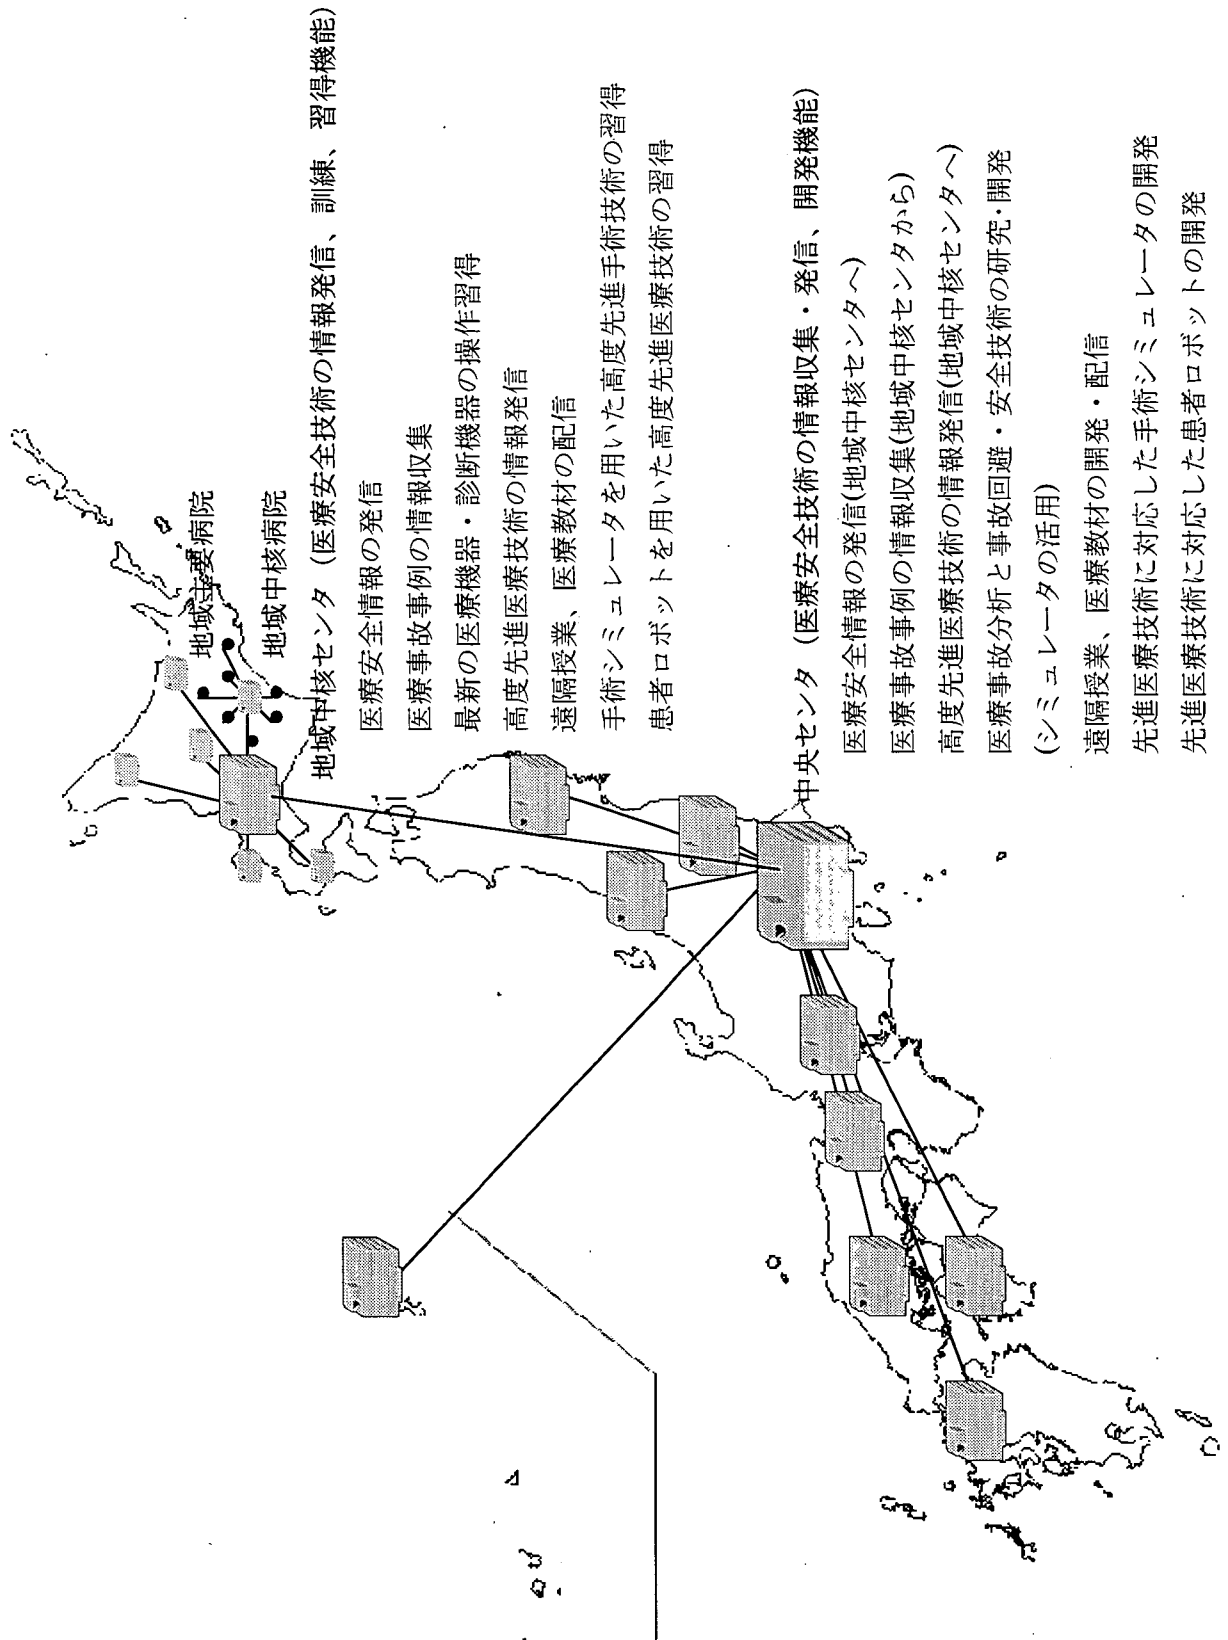 地域主要病院
地域中核病院
地域中核センタ (医療安全技術の情報発信、訓練、習得機能)
医療安全情報の発信
医療事故事例の情報収集
最新の医療機器・診断機器の操作習得
高度先進医療技術の情報発信
遠隔授業、医療教材の配信
手術シミュレータを用いた高度先進手術技術の習得
患者ロボットを用いた高度先進医療技術の習得
中央センタ (医療安全技術の情報収集・発信、開発機能)
医療安全情報の発信(地域中核センタへ)
医療事故事例の情報収集(地域中核センタから)
高度先進医療技術の情報発信(地域中核センタへ)
医療事故分析と事故回避・安全技術の研究・開発
(シミュレータの活用)
遠隔授業、医療教材の開発・配信
先進医療技術に対応した手術シミュレータの開発
先進医療技術に対応した患者ロボットの開発